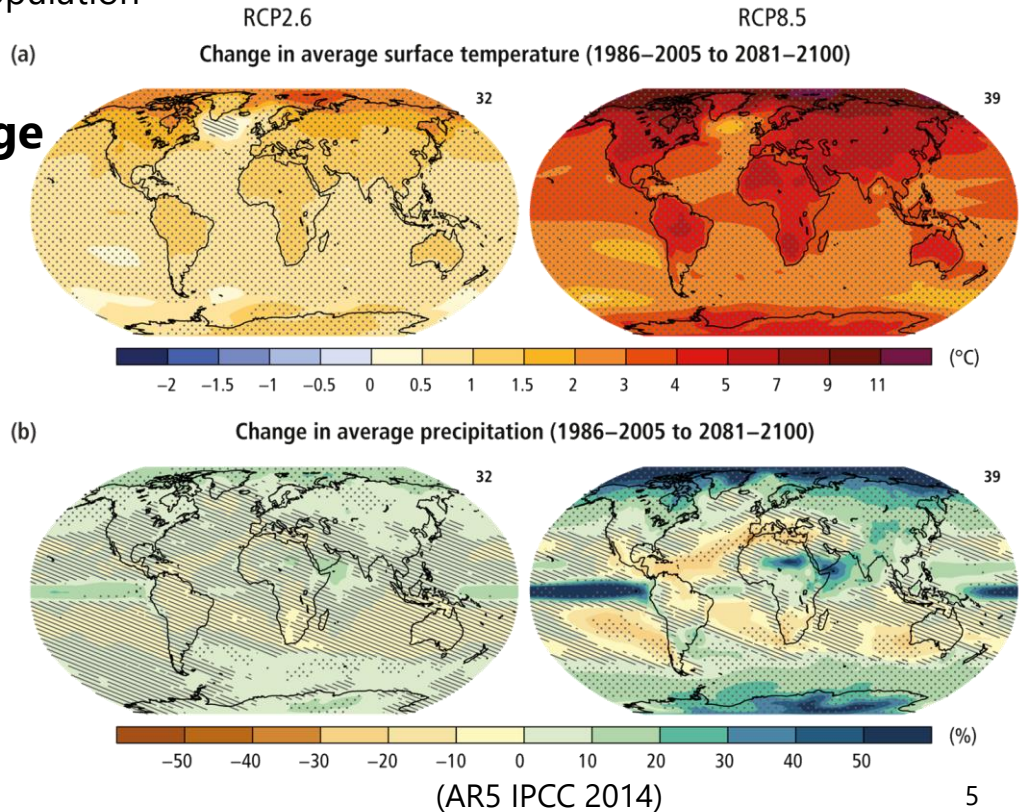 opulation
RCP2.6 RCP8.5
(a) Change in average surface temperature (1986–2005 to 2081–2100)
32 39
ge
−2 −1.5 −1 −0.5 0 0.5 1 1.5 2 3 4 5 7 9 11 (°C)
(b) Change in average precipitation (1986–2005 to 2081–2100)
32 39
−50 −40 −30 −20 −10 0 10 20 30 40 50 (%)
(AR5 IPCC 2014) 5